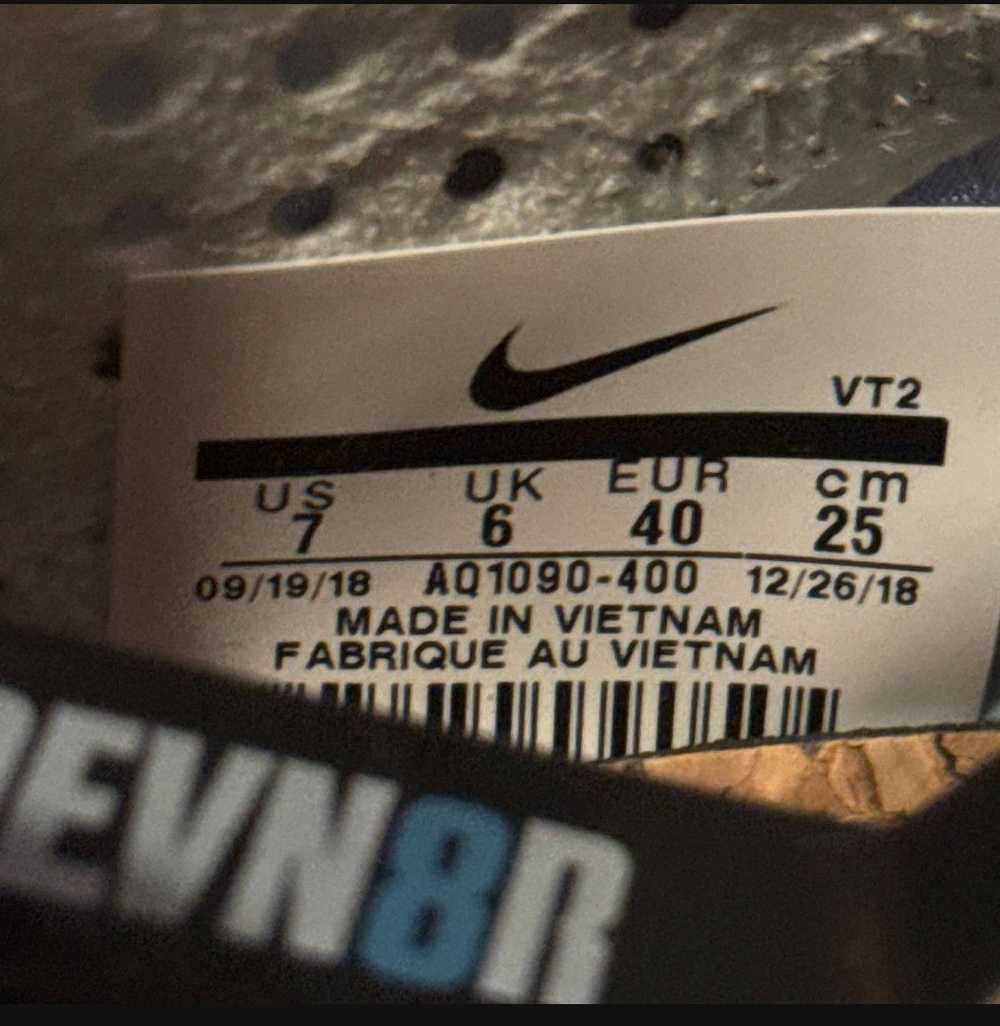 VT2
US UK EUR cm
7 6 40 25
09/19/18 AQ1090-400 12/26/18
MADE IN VIETNAM
FABRIQUE AU VIETNAM